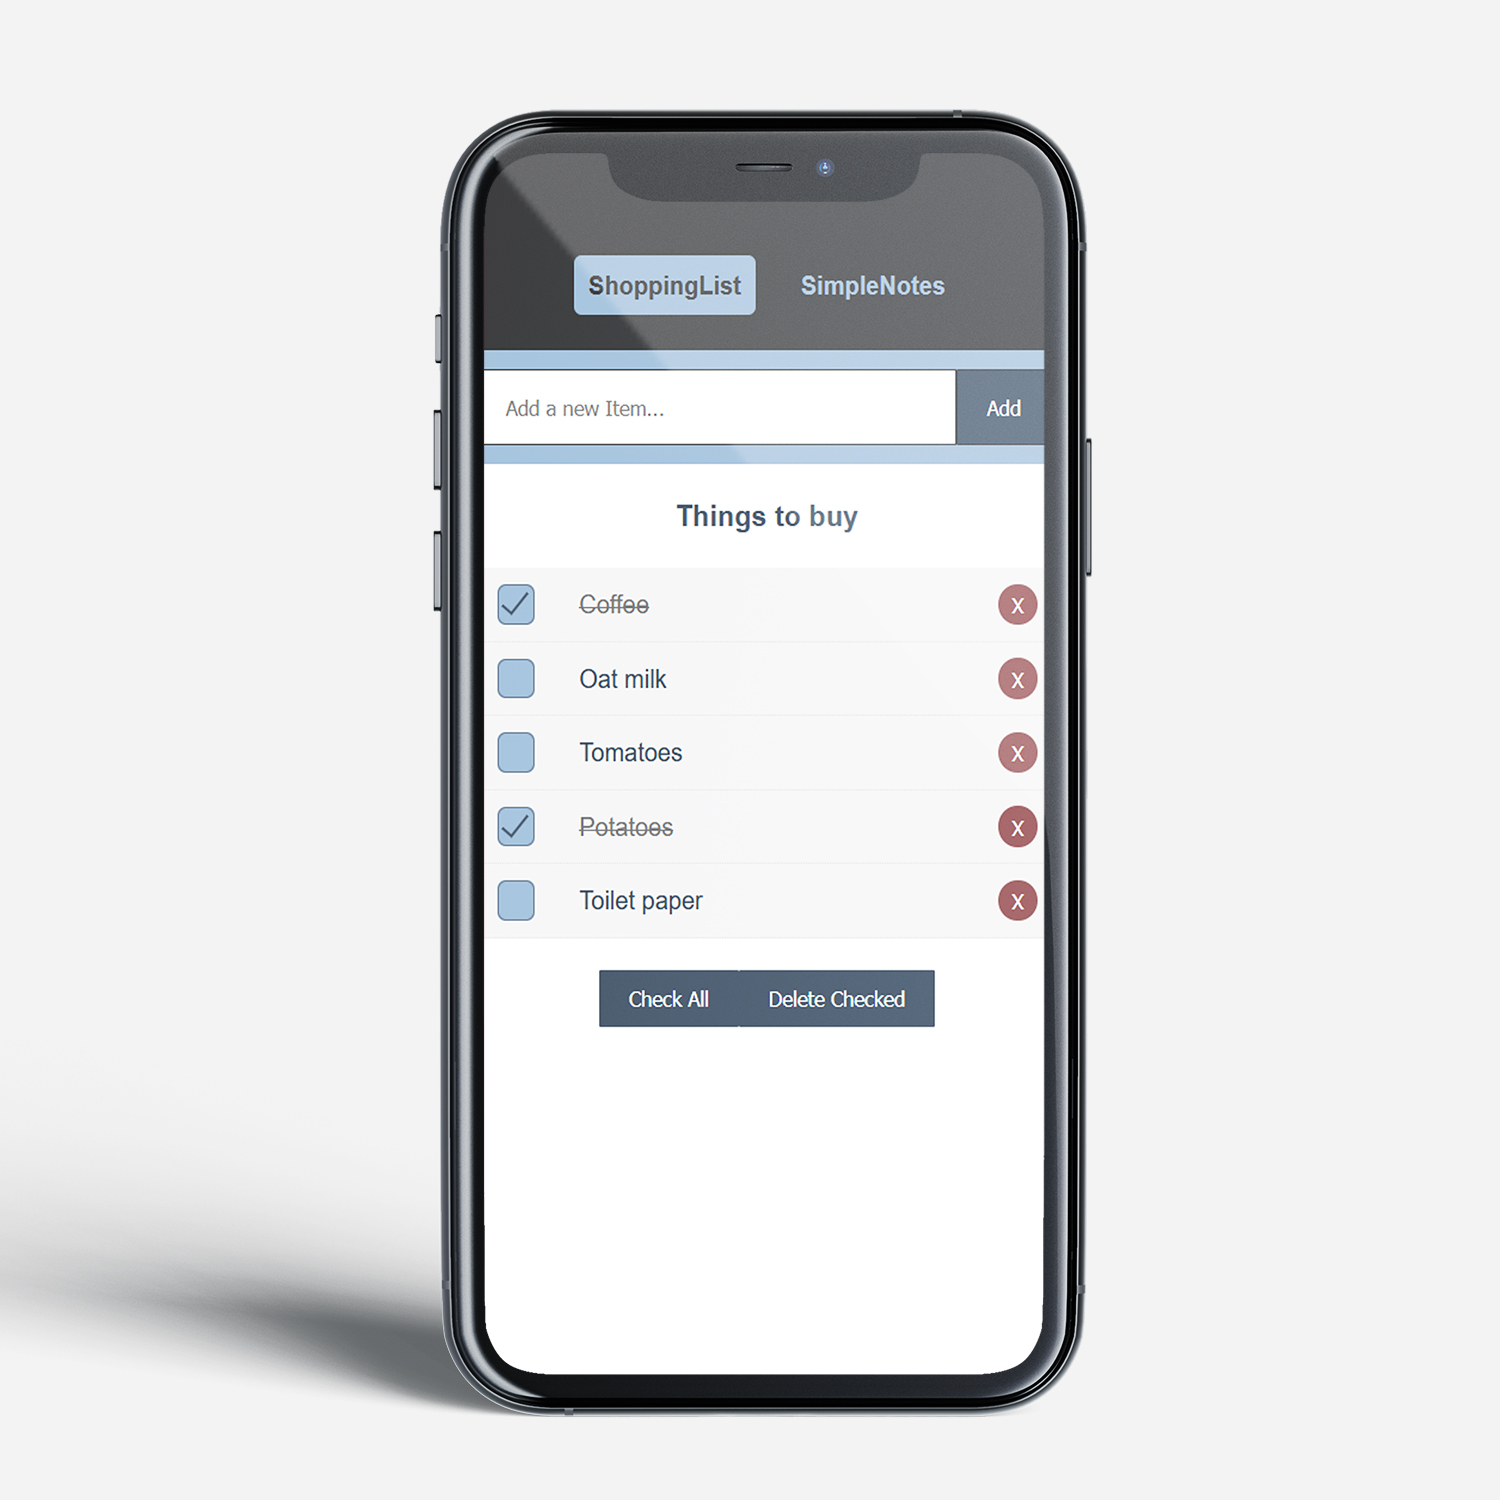 ShoppingList SimpleNotes
Add a new Item... Add
Things to buy
Coffee X
Oat milk X
Tomatoes X
Potatoes X
Toilet paper X
Check All Delete Checked